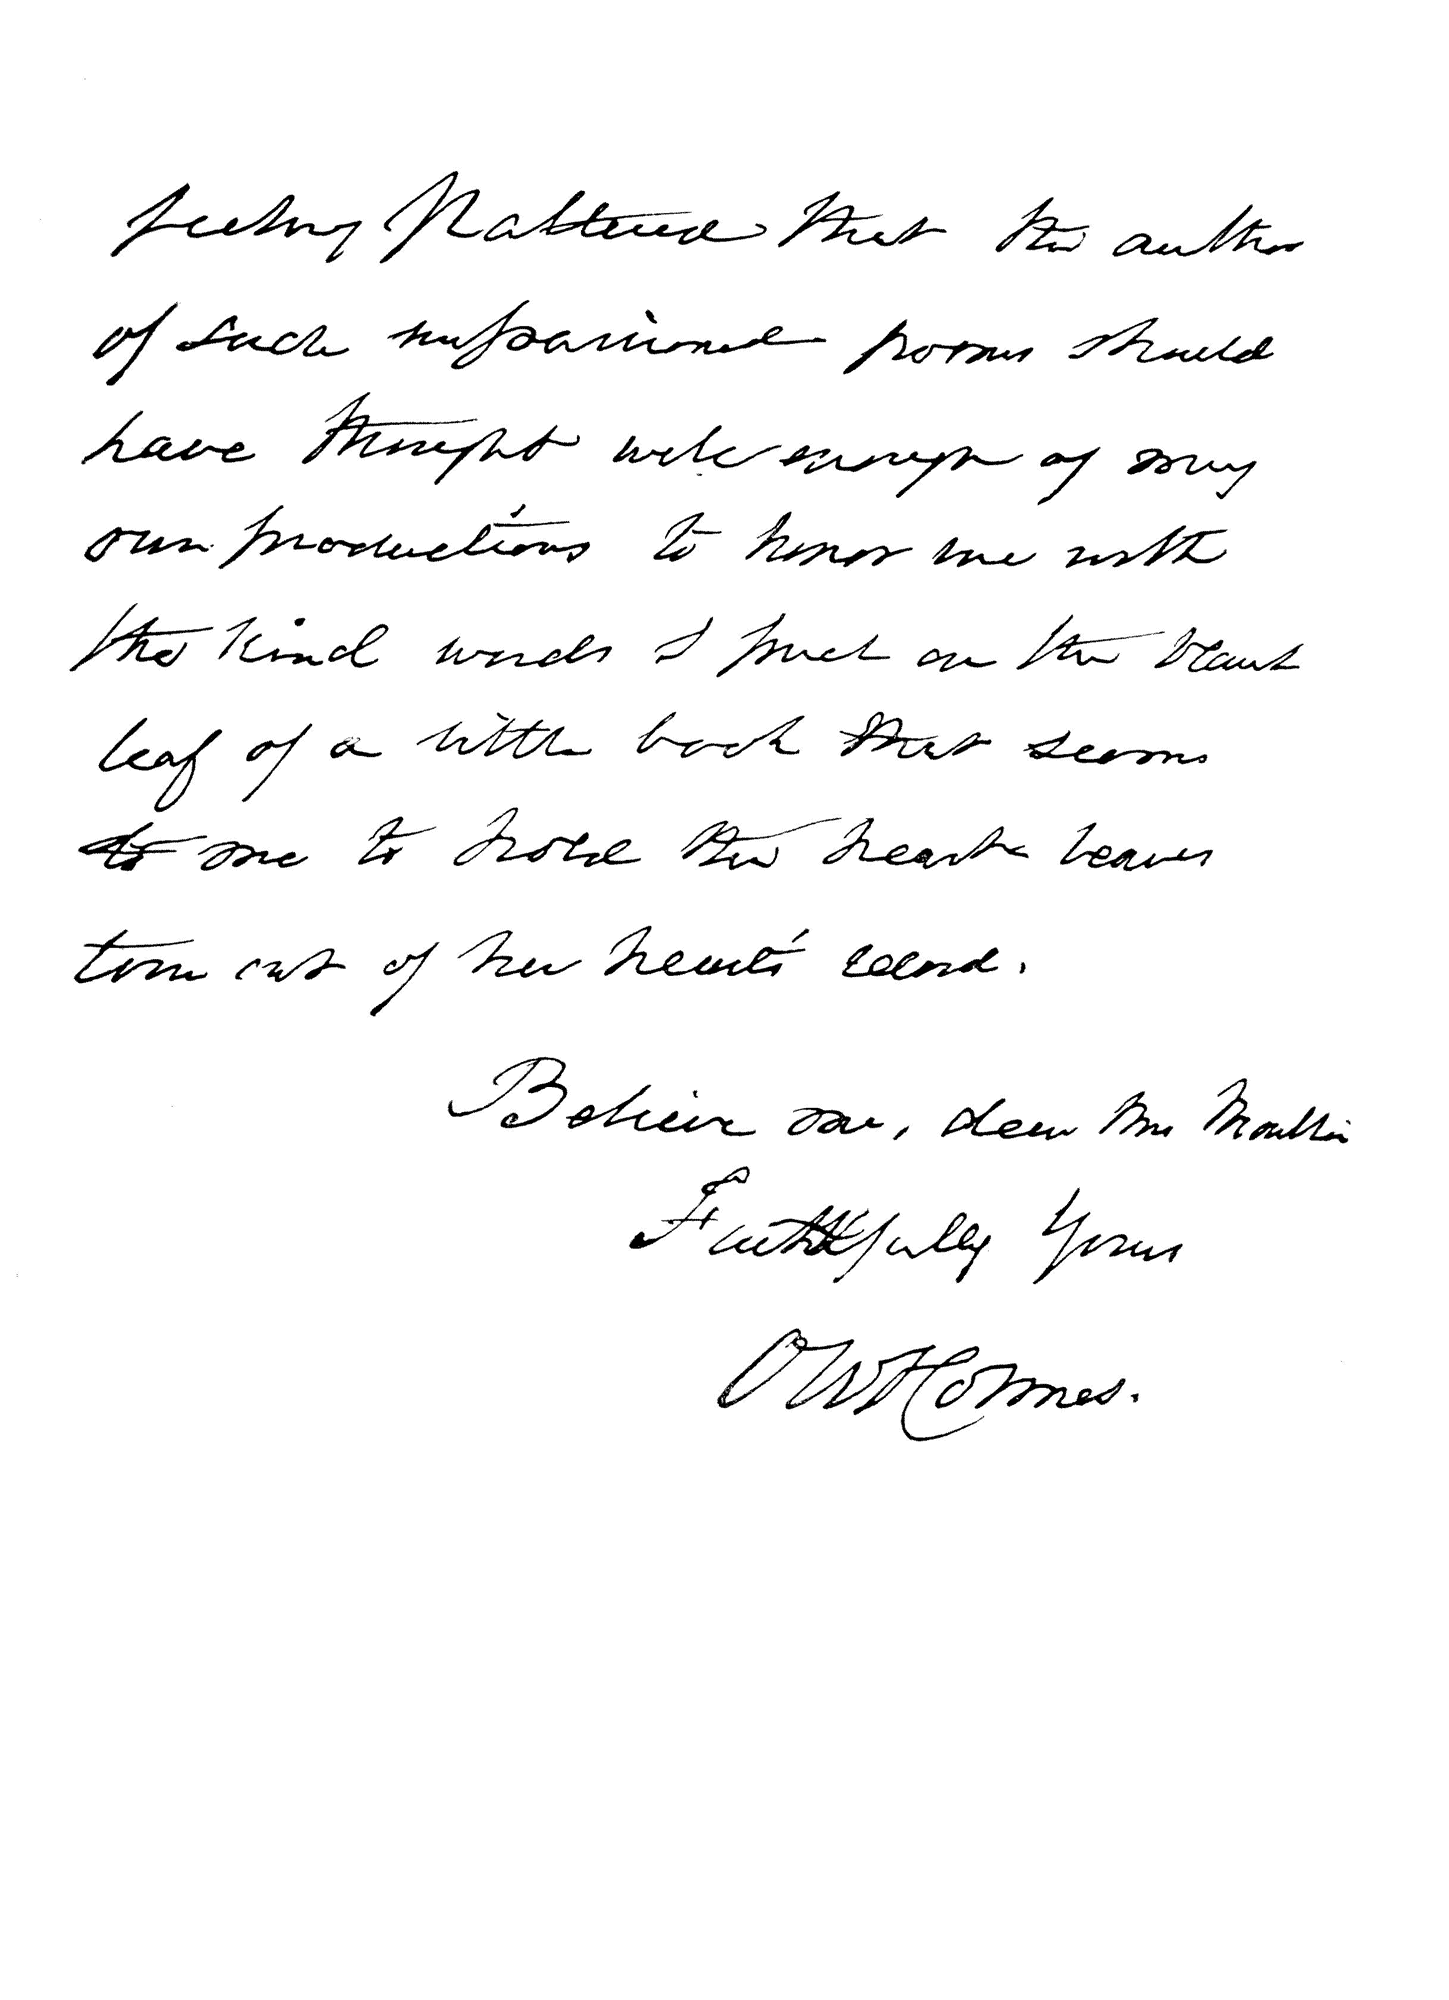 feeling flattered that the author
of such impassioned poems should
have thought well enough of my
own productions to honor me with
the kind words I find on the blank
leaf of a little book that seems
to me to hold the heart leaves
torn out of her heart's record.
Believe me, dear Mrs Moulton
Faithfully Yours
OWHolmes.